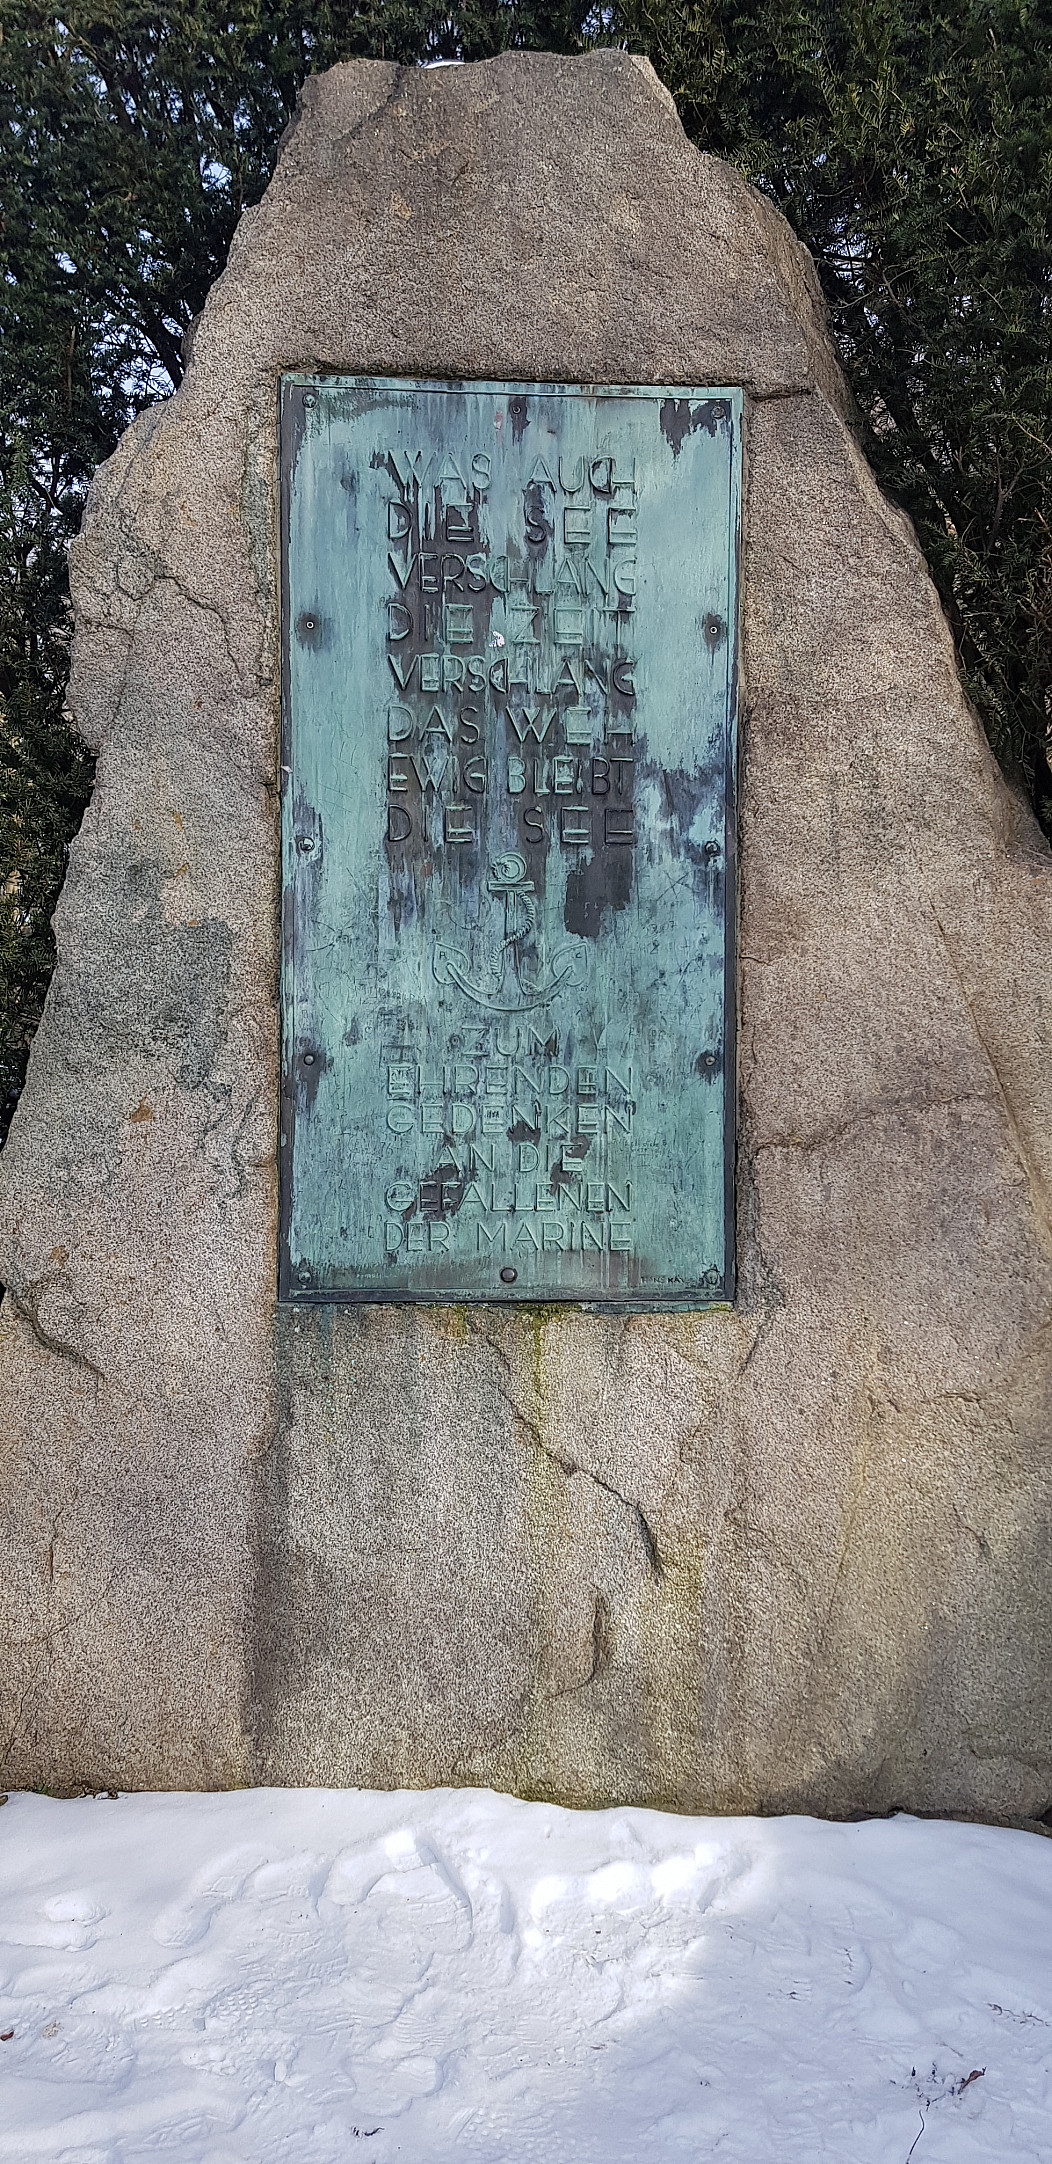 WAS AUCH
DIE SEE
VERSCHLANG
DIE ZEIT
VERSCHLANG
DAS WEH
EWIG BLEIBT
DIE SEE
ZUM
EHRENDEN
GEDENKEN
AN DIE
GEFALLENEN
DER MARINE